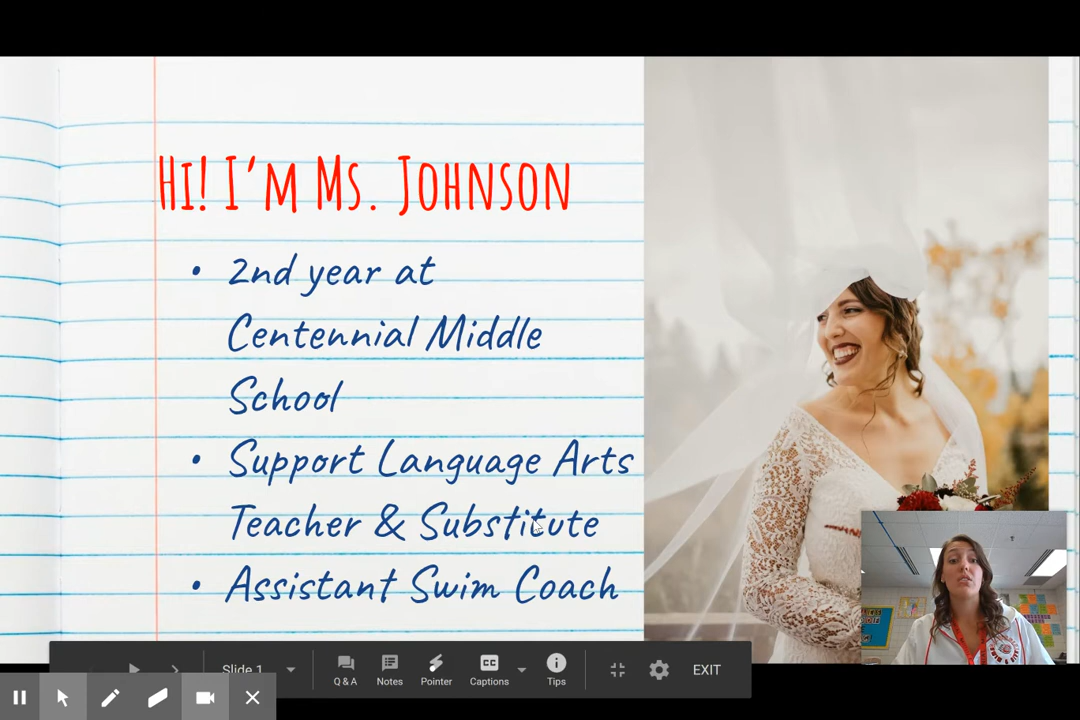 Hi! I'm Ms. Johnson
• 2nd year at
Centennial Middle
School
• Support Language Arts
Teacher & Substitute
• Assistant Swim Coach
Slide 1
Q & A
Notes
Pointer
CC
Captions
Tips
EXIT